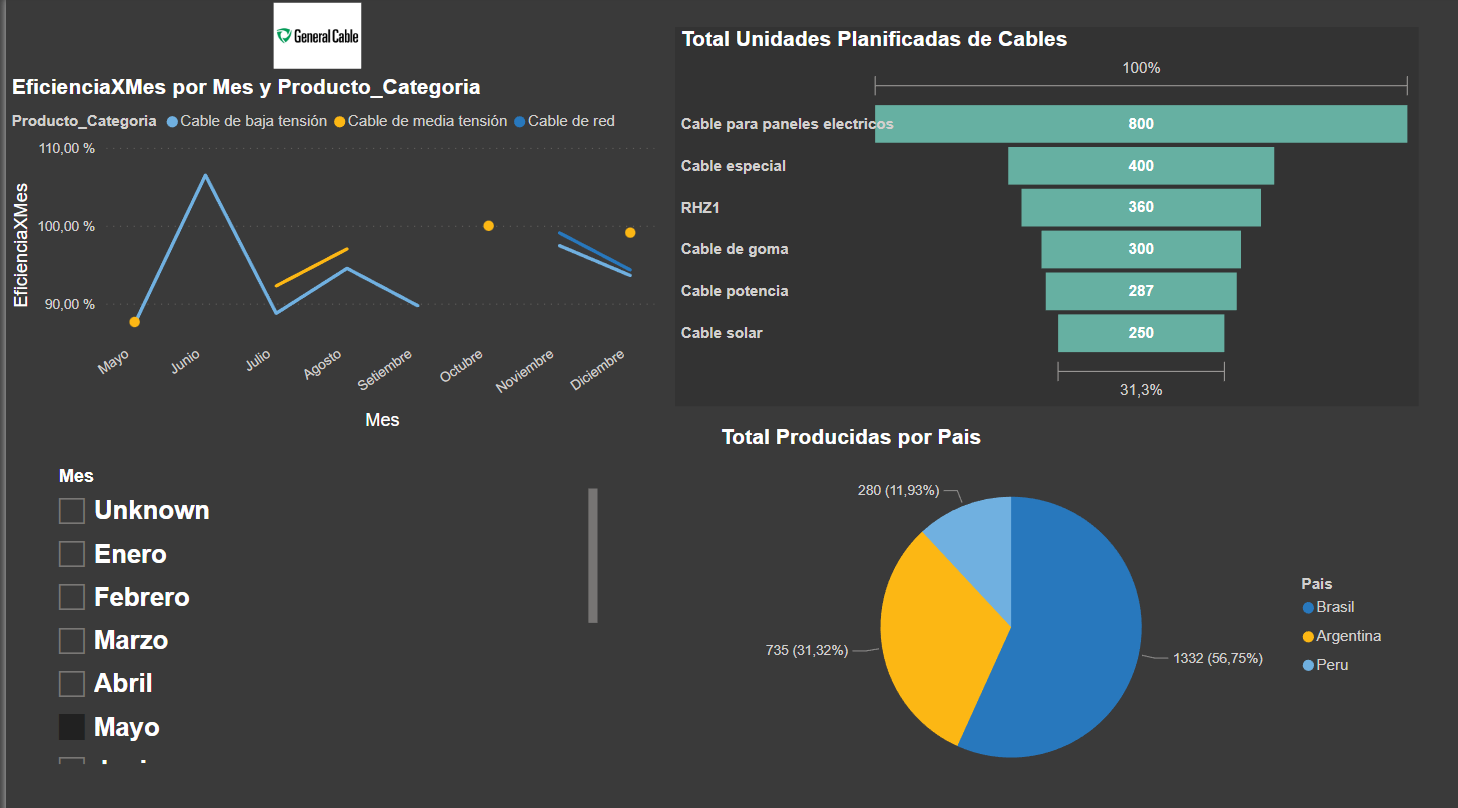 General Cable
EficienciaXMes por Mes y Producto_Categoria
Producto_Categoria Cable de baja tensión Cable de media tensión Cable de red
EficienciaXMes
110,00 %
100,00 %
90,00 %
Mayo
Junio
Julio
Agosto
Setiembre
Octubre
Noviembre
Diciembre
Mes
Total Unidades Planificadas de Cables
100%
Cable para paneles electricos 800
Cable especial 400
RHZ1 360
Cable de goma 300
Cable potencia 287
Cable solar 250
31,3%
Mes
Unknown
Enero
Febrero
Marzo
Abril
Mayo
Total Producidas por Pais
280 (11,93%)
735 (31,32%)
1332 (56,75%)
Pais
Brasil
Argentina
Peru